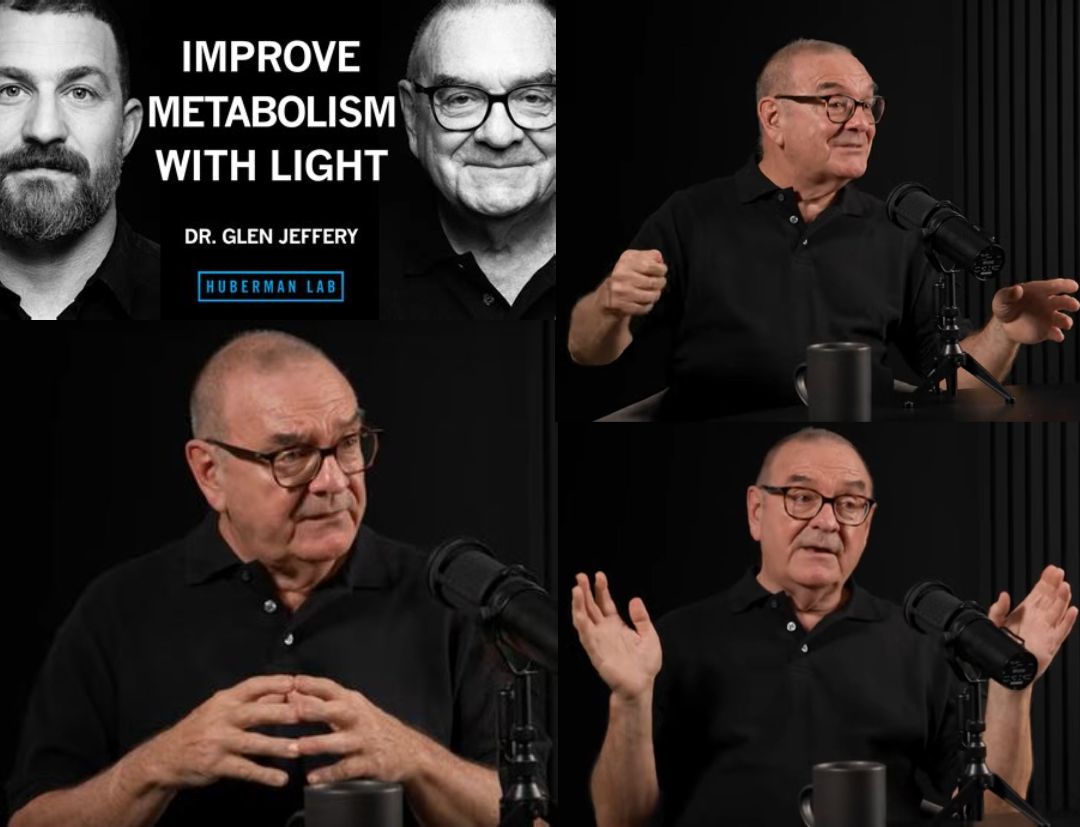 IMPROVE
METABOLISM
WITH LIGHT
DR. GLEN JEFFERY
HUBERMAN LAB